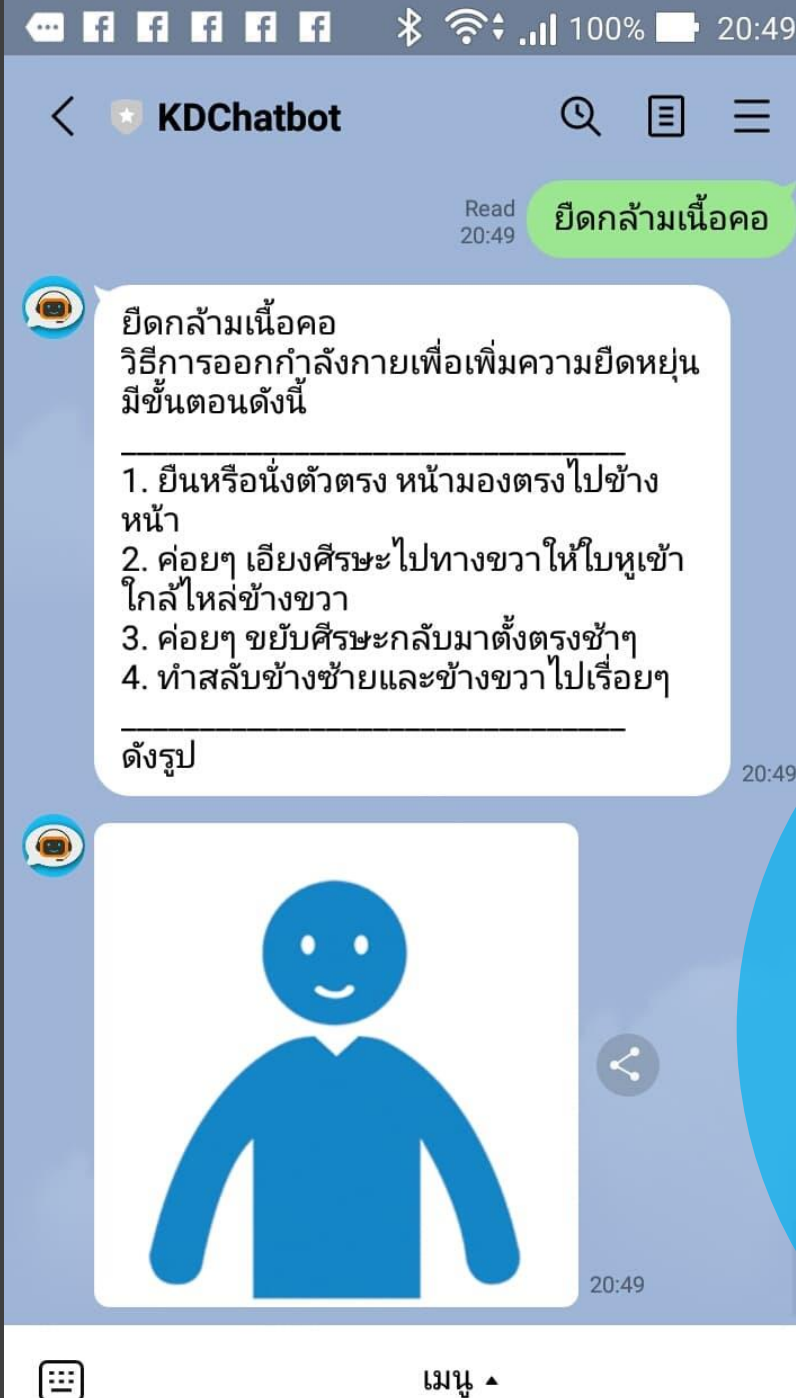 100% 20:49
KDChatbot
ยืดกล้ามเนื้อคอ
Read
20:49
ยืดกล้ามเนื้อคอ
วิธีการออกกำลังกายเพื่อเพิ่มความยืดหยุ่น
มีขั้นตอนดังนี้
1. ยืนหรือนั่งตัวตรง หน้ามองตรงไปข้าง
หน้า
2. ค่อยๆ เอียงศีรษะไปทางขวาให้ใบหูเข้า
ใกล้ไหล่ข้างขวา
3. ค่อยๆ ขยับศีรษะกลับมาตั้งตรงช้าๆ
4. ทำสลับข้างซ้ายและข้างขวาไปเรื่อยๆ
ดังรูป
20:49
20:49
เมนู